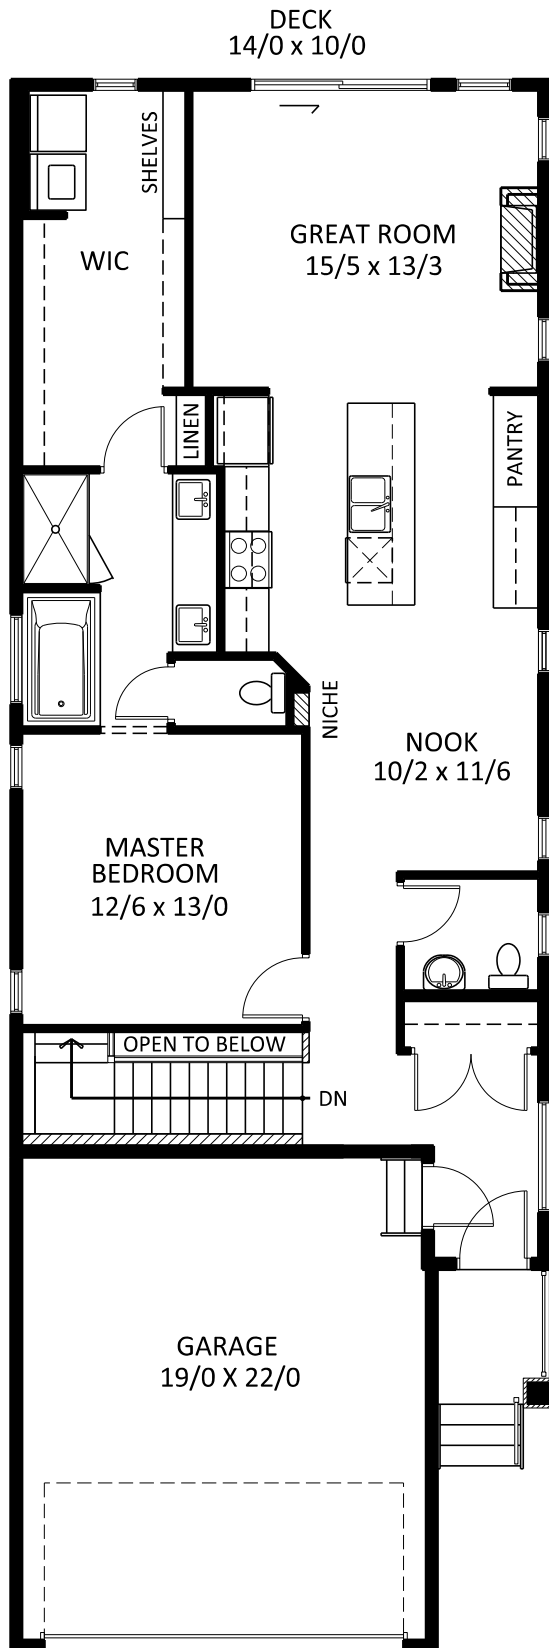 DECK
14/0 x 10/0
SHELVES
GREAT ROOM
15/5 x 13/3
WIC
LINEN
PANTRY
NICHE
NOOK
10/2 x 11/6
MASTER
BEDROOM
12/6 x 13/0
OPEN TO BELOW
DN
GARAGE
19/0 X 22/0